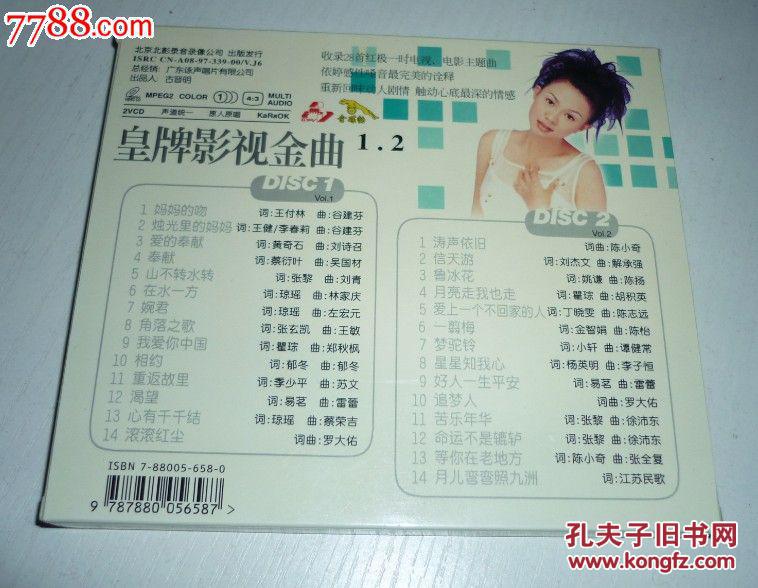 7788.com
北京北影录音录像公司 出版发行
ISRC CN-A08-97-339-00/V.J6
总经销: 广东泺声唱片有限公司
出品人: 古晋明
MPEG2 COLOR 1 4:3 MULTI AUDIO
2VCD 声道统一 原人原唱 KaRaOK
收录28首红极一时电视、电影主题曲
依婷感性嗓音最完美的诠释
重新回味动人剧情 触动心底最深的情感
皇牌影视金曲 1.2
DISC 1
Vol.1
1 妈妈的吻 词:王付林 曲:谷建芬
2 烛光里的妈妈 词:王健/李春莉 曲:谷建芬
3 爱的奉献 词:黄奇石 曲:刘诗召
4 奉献 词:蔡衍叶 曲:吴国材
5 山不转水转 词:张黎 曲:刘青
6 在水一方 词:琼瑶 曲:林家庆
7 婉君 词:琼瑶 曲:左宏元
8 角落之歌 词:张玄凯 曲:王敏
9 我爱你中国 词:瞿琮 曲:郑秋枫
10 相约 词:郁冬 曲:郁冬
11 重返故里 词:季少平 曲:苏文
12 渴望 词:易茗 曲:雷蕾
13 心有千千结 词:琼瑶 曲:蔡荣吉
14 滚滚红尘 词曲:罗大佑
DISC 2
Vol.2
1 涛声依旧 词曲:陈小奇
2 信天游 词:刘杰文 曲:解承强
3 鲁冰花 词:姚谦 曲:陈扬
4 月亮走我也走 词:瞿琮 曲:胡积英
5 爱上一个不回家的人 词:丁晓雯 曲:陈志远
6 一剪梅 词:金智娟 曲:陈怡
7 梦驼铃 词:小轩 曲:谭健常
8 星星知我心 词:杨英明 曲:李子恒
9 好人一生平安 词:易茗 曲:雷蕾
10 追梦人 词曲:罗大佑
11 苦乐年华 词:张黎 曲:徐沛东
12 命运不是辘轳 词:张黎 曲:徐沛东
13 等你在老地方 词:陈小奇 曲:张全复
14 月儿弯弯照九洲 词:江苏民歌
ISBN 7-88005-658-0
9 787880 056587 >
孔夫子旧书网
www.kongfz.com